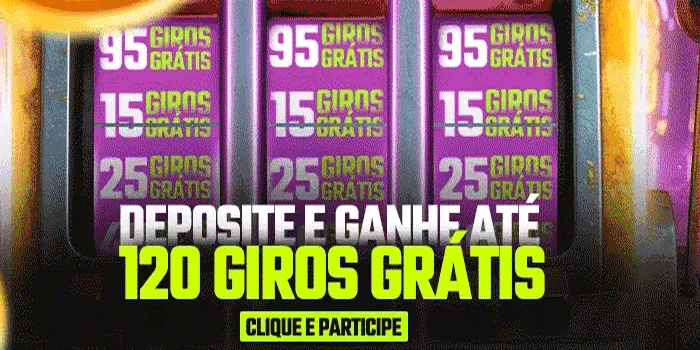 95 GIROS GRÁTIS 95 GIROS GRÁTIS 95 GIROS GRÁTIS
15 GIROS GRÁTIS 15 GIROS GRÁTIS 15 GIROS GRÁTIS
25 GIROS GRÁTIS 25 GIROS GRÁTIS 25 GIROS GRÁTIS
DEPOSITE E GANHE ATÉ
120 GIROS GRÁTIS
CLIQUE E PARTICIPE